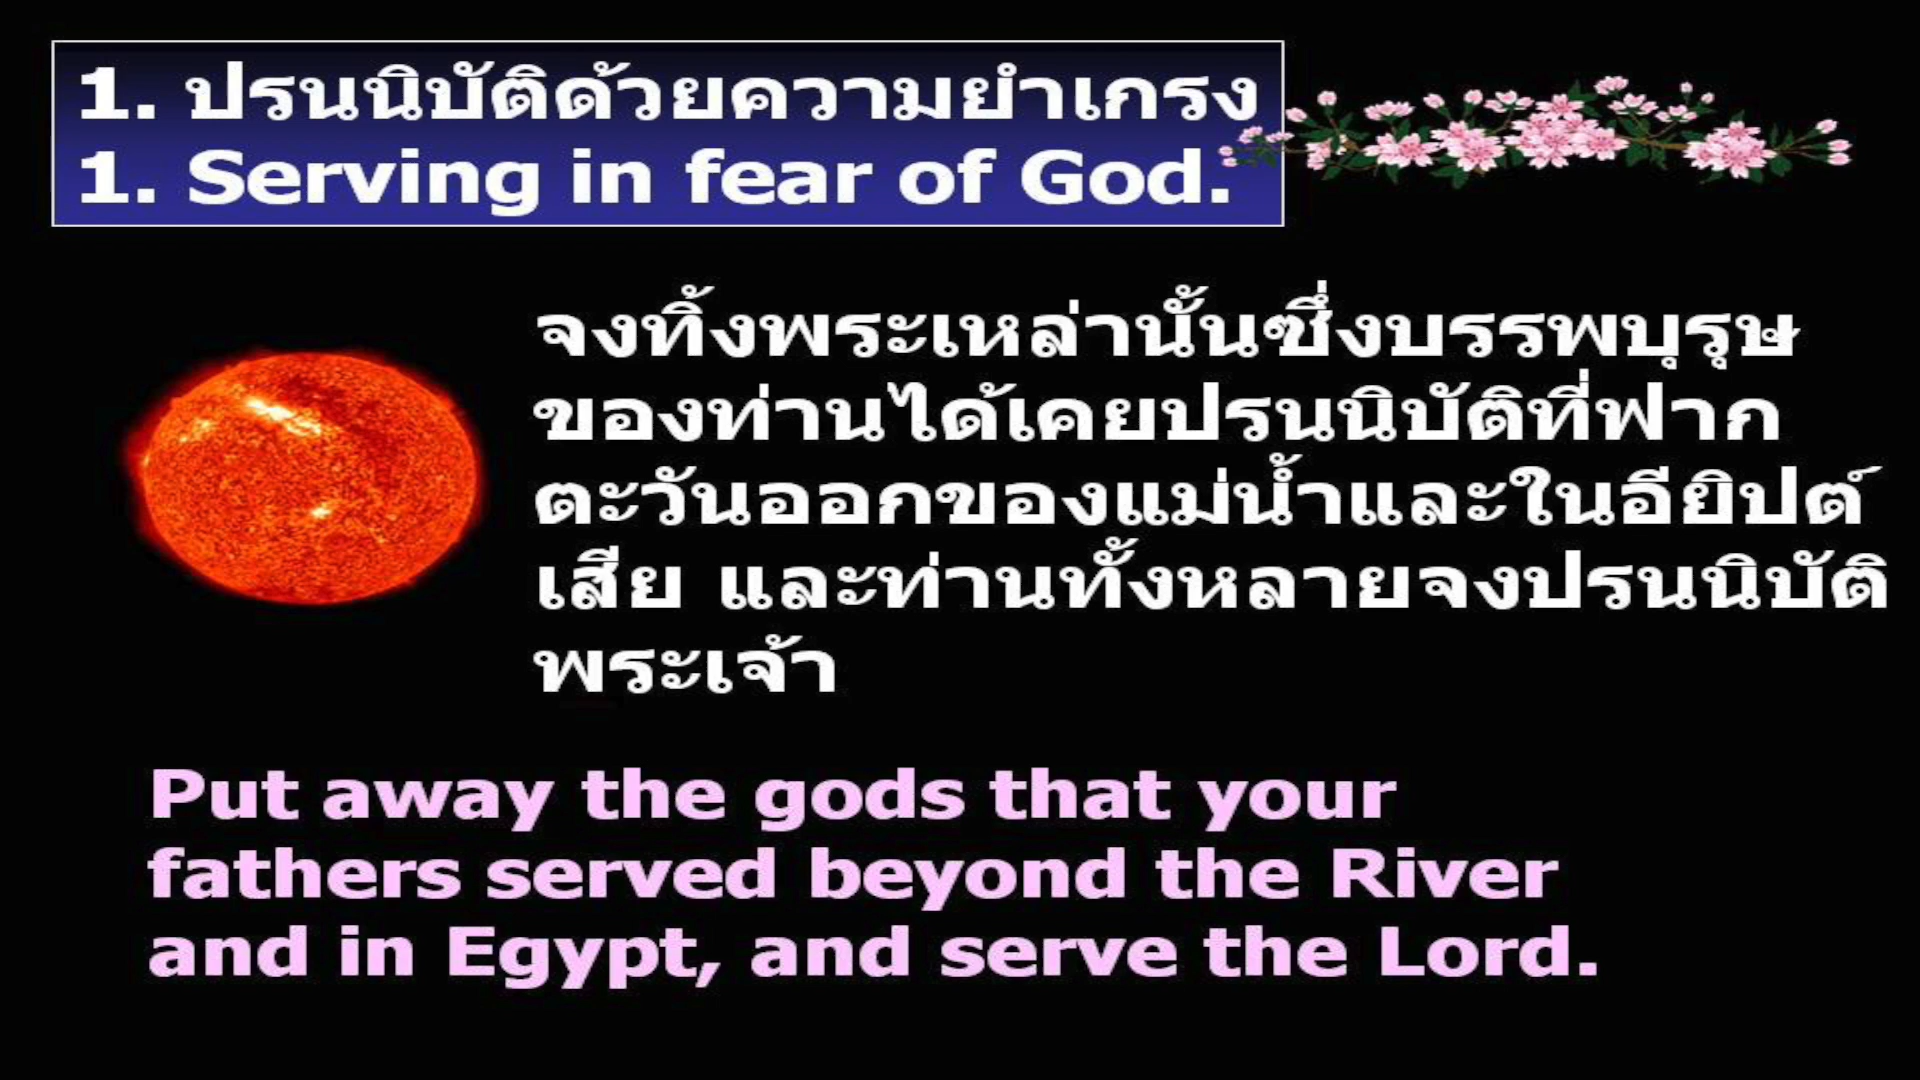 1. ปรนนิบัติด้วยความยำเกรง
1. Serving in fear of God.
จงทิ้งพระเหล่านั้นซึ่งบรรพบุรุษ
ของท่านได้เคยปรนนิบัติที่ฟาก
ตะวันออกของแม่น้ำและในอียิปต์
เสีย และท่านทั้งหลายจงปรนนิบัติ
พระเจ้า
Put away the gods that your
fathers served beyond the River
and in Egypt, and serve the Lord.